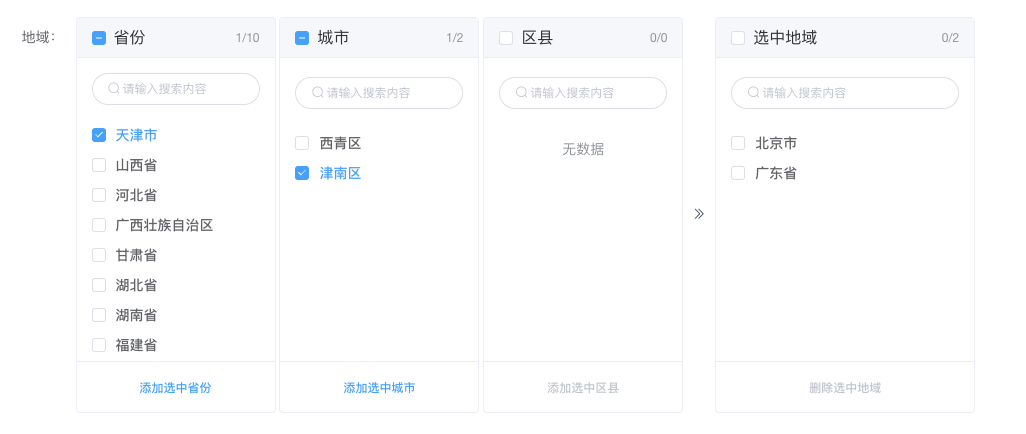 地域：
省份 1/10
请输入搜索内容
天津市
山西省
河北省
广西壮族自治区
甘肃省
湖北省
湖南省
福建省
添加选中省份
城市 1/2
请输入搜索内容
西青区
津南区
添加选中城市
区县 0/0
请输入搜索内容
无数据
添加选中区县
选中地域 0/2
请输入搜索内容
北京市
广东省
删除选中地域